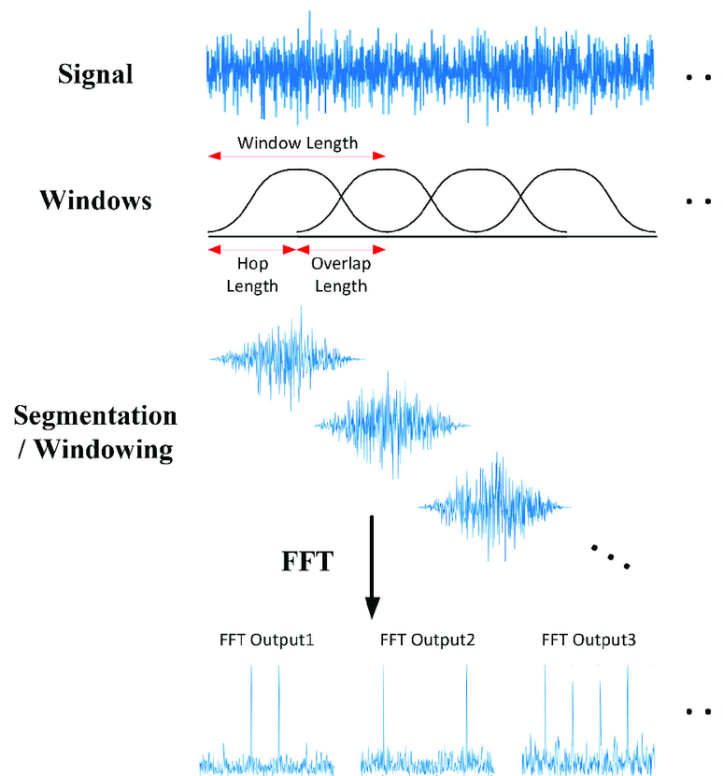 Signal
Window Length
Windows
Hop
Length
Overlap
Length
Segmentation
/ Windowing
FFT
FFT Output1
FFT Output2
FFT Output3